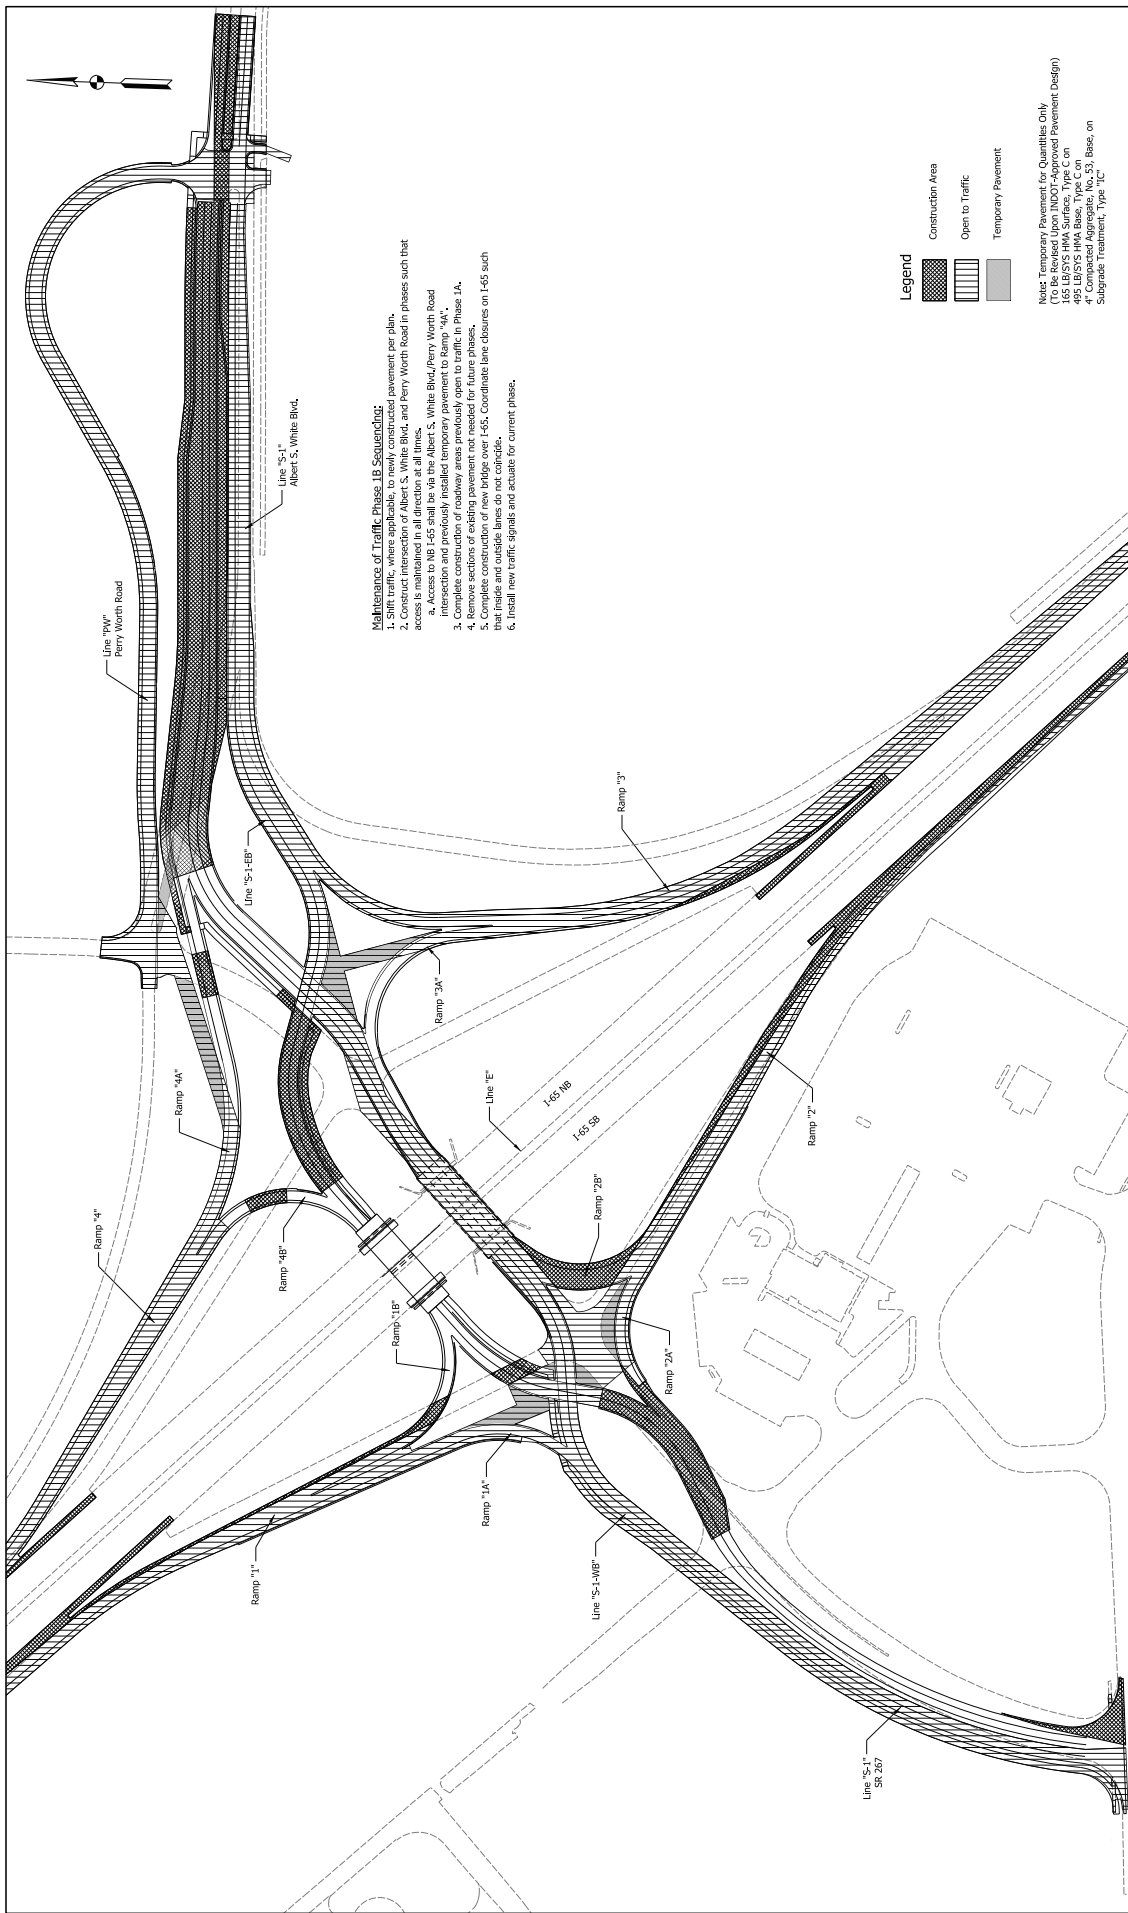 Line "PW"
Perry Worth Road
Line "S-1"
Albert S. White Blvd.
Maintenance of Traffic Phase 1B Sequencing:
1. Shift traffic, where applicable, to newly constructed pavement per plan.
2. Construct intersection of Albert S. White Blvd. and Perry Worth Road in phases such that
access is maintained in all direction at all times.
a. Access to NB I-65 shall be via the Albert S. White Blvd./Perry Worth Road
intersection and previously installed temporary pavement to Ramp "4A".
3. Complete construction of roadway areas previously open to traffic in Phase 1A.
4. Remove sections of existing pavement not needed for future phases.
5. Complete construction of new bridge over I-65. Coordinate lane closures on I-65 such
that inside and outside lanes do not coincide.
6. Install new traffic signals and actuate for current phase.
Legend
Construction Area
Open to Traffic
Temporary Pavement
Note: Temporary Pavement for Quantities Only
(To Be Revised Upon INDOT-Approved Pavement Design)
165 LB/SYS HMA Surface, Type C on
495 LB/SYS HMA Base, Type C on
4" Compacted Aggregate, No. 53, Base, on
Subgrade Treatment, Type "IC"
Line "S-1-EB"
Ramp "3"
Ramp "3A"
Ramp "4A"
Ramp "4"
Ramp "4B"
Line "E"
I-65 NB
I-65 SB
Ramp "2"
Ramp "2B"
Ramp "1B"
Ramp "2A"
Ramp "1A"
Ramp "1"
Line "S-1-WB"
Line "S-1"
SR 267